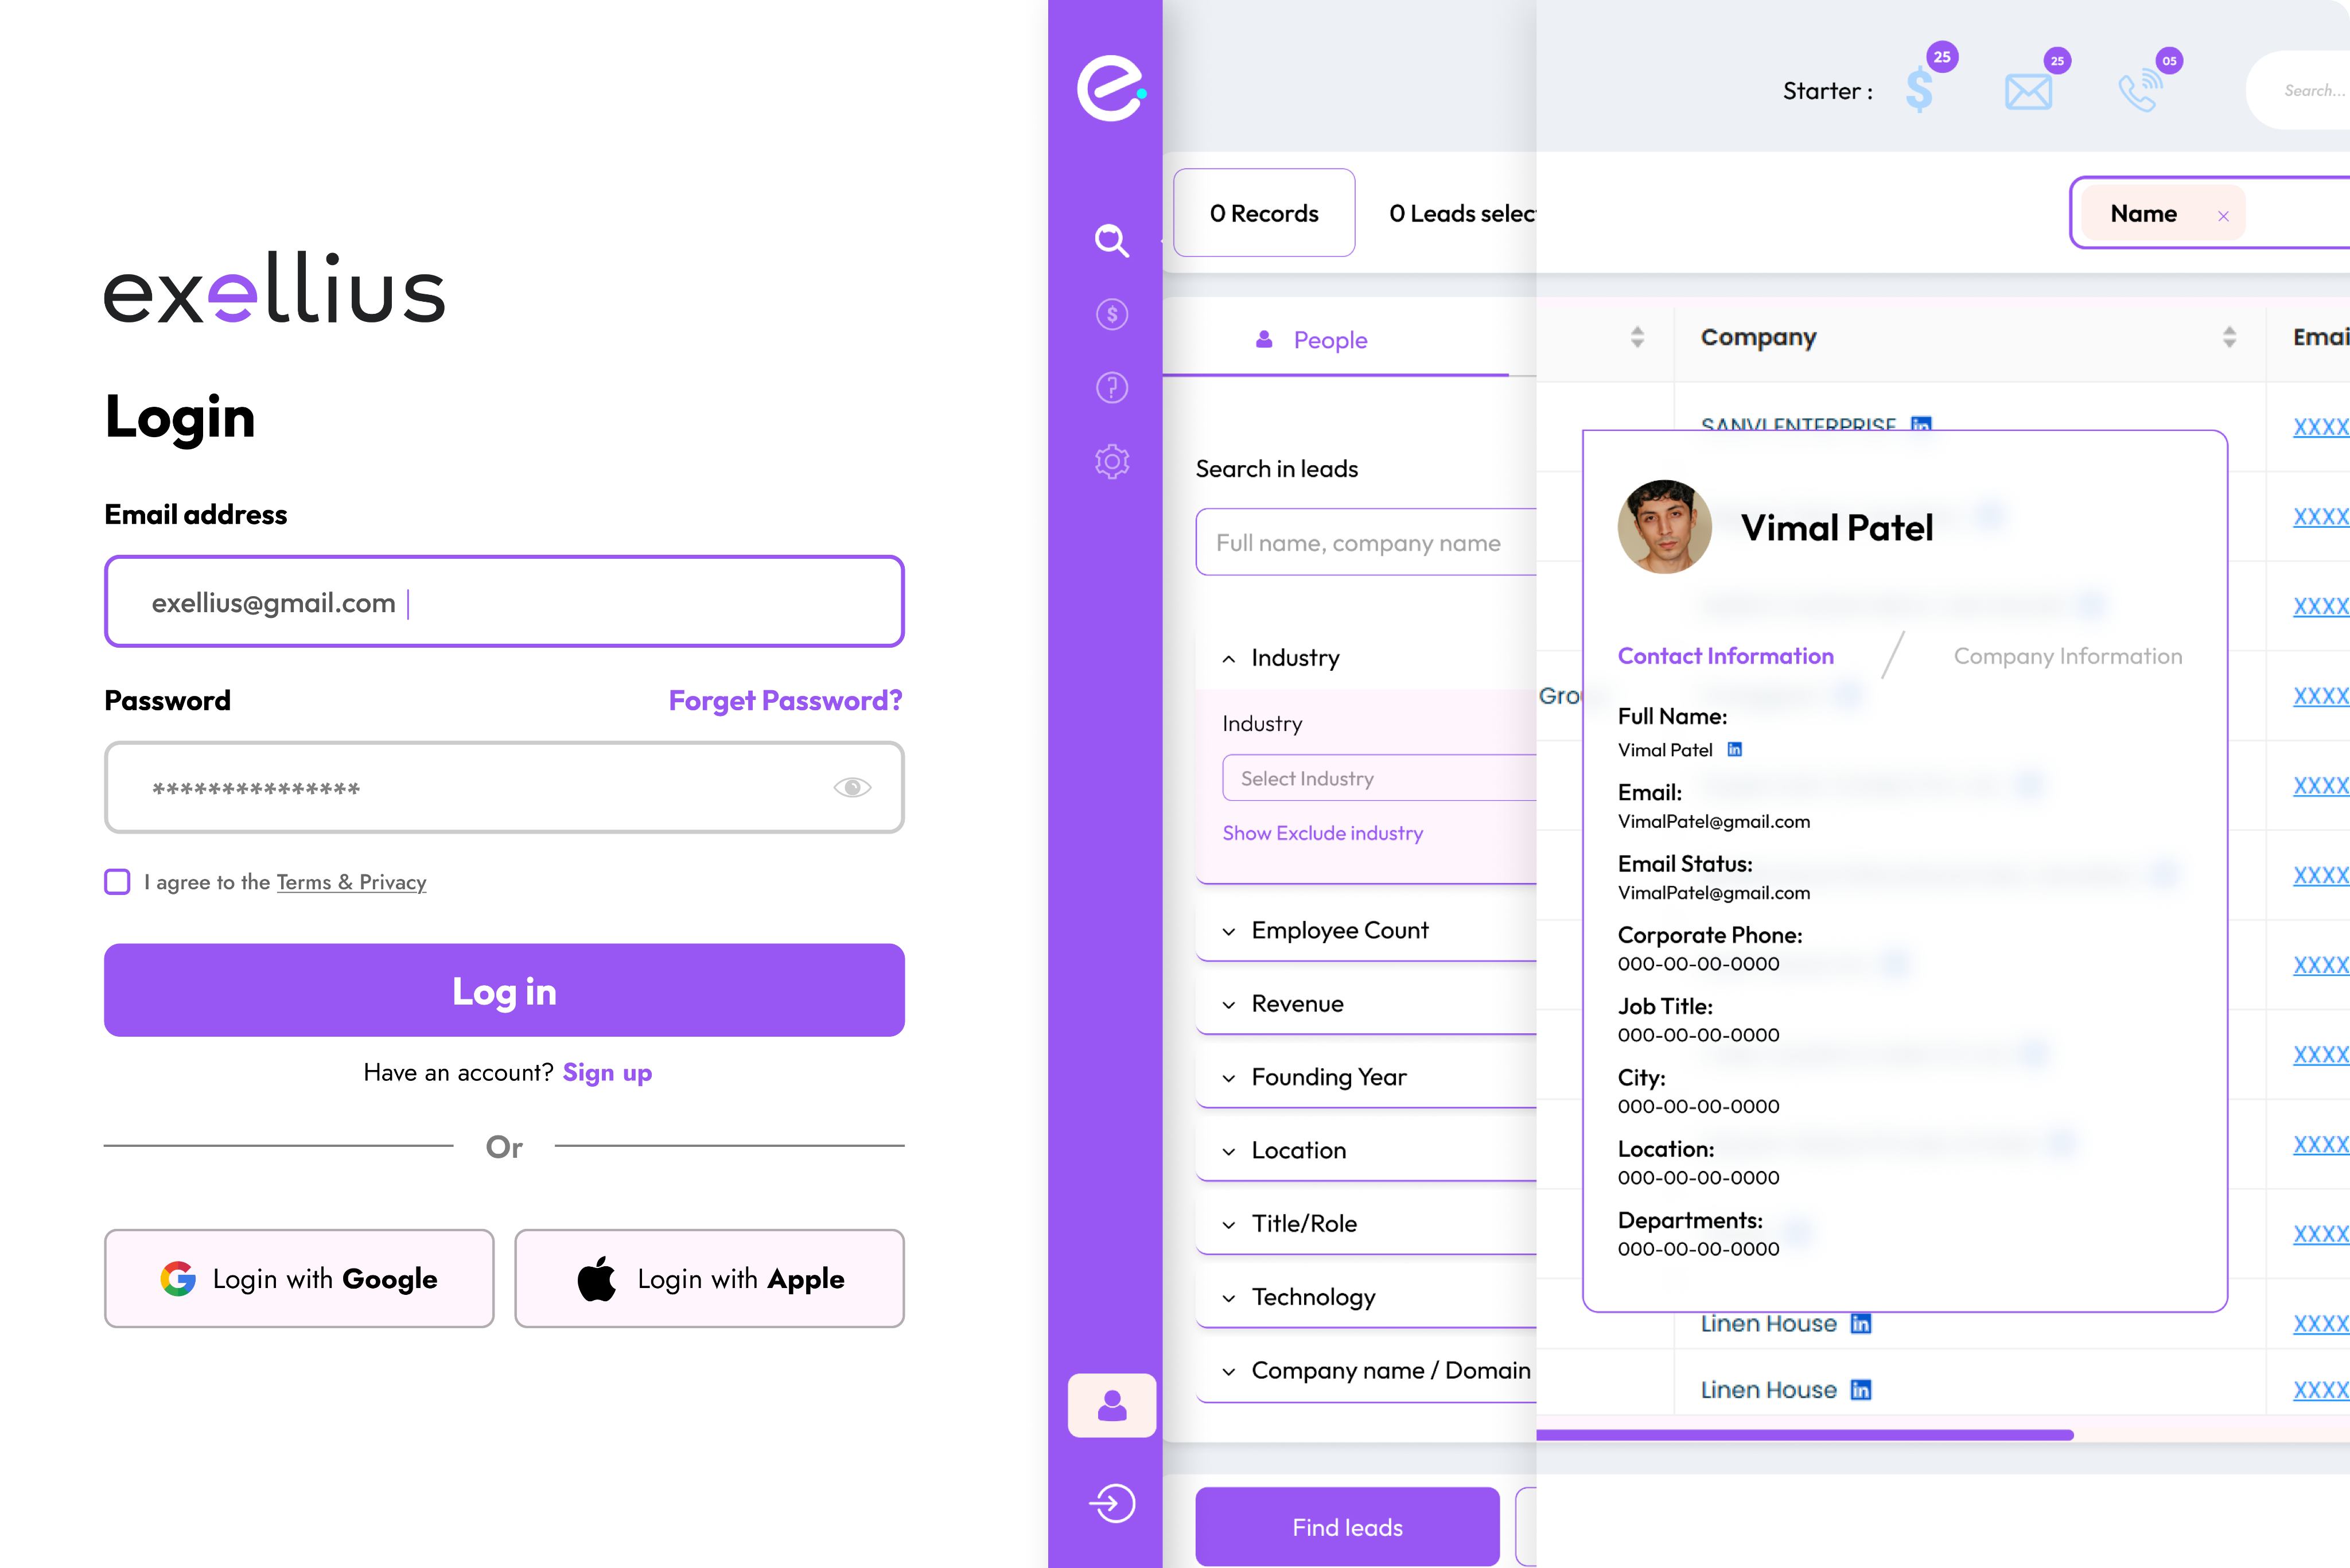 exellius
Login
Email address
exellius@gmail.com
Password
Forget Password?
***************
I agree to the Terms & Privacy
Log in
Have an account? Sign up
Or
Login with Google
Login with Apple
e
0 Records
0 Leads selec
People
Search in leads
Full name, company name
Industry
Industry
Select Industry
Show Exclude industry
Employee Count
Revenue
Founding Year
Location
Title/Role
Technology
Company name / Domain
Find leads
Starter :
25
25
05
Search...
Name ×
Company
Emai
SANVI ENTERPRISE in
XXXX
XXXX
XXXX
Gro
XXXX
XXXX
XXXX
XXXX
XXXX
XXXX
XXXX
Vimal Patel
Contact Information / Company Information
Full Name:
Vimal Patel in
Email:
VimalPatel@gmail.com
Email Status:
VimalPatel@gmail.com
Corporate Phone:
000-00-00-0000
Job Title:
000-00-00-0000
City:
000-00-00-0000
Location:
000-00-00-0000
Departments:
000-00-00-0000
Linen House in
XXXX
Linen House in
XXXX